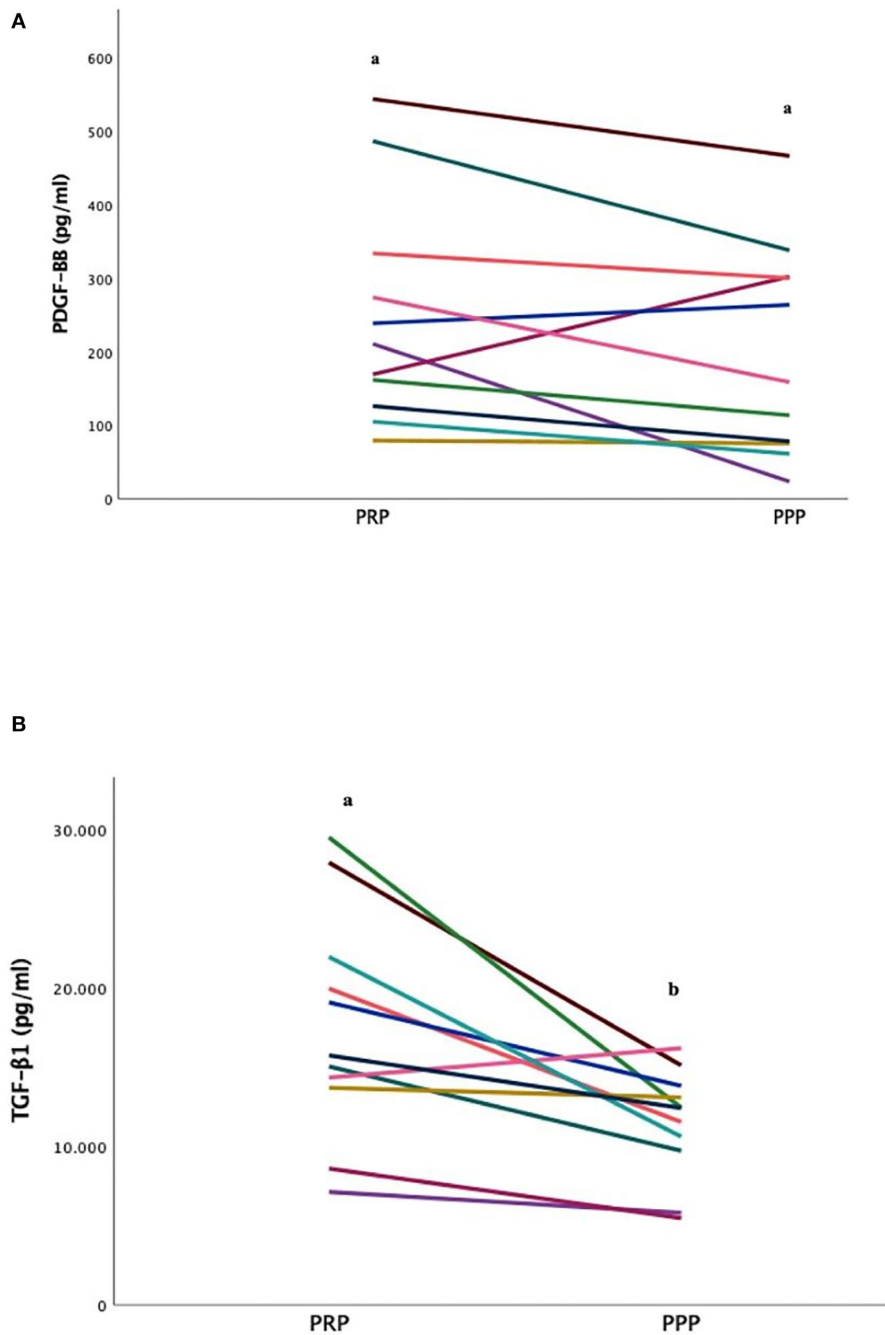 A
a
a
600
500
400
300
200
100
0
PDGF-BB (pg/ml)
PRP PPP
B
a
b
30.000
20.000
10.000
0
TGF-β1 (pg/ml)
PRP PPP